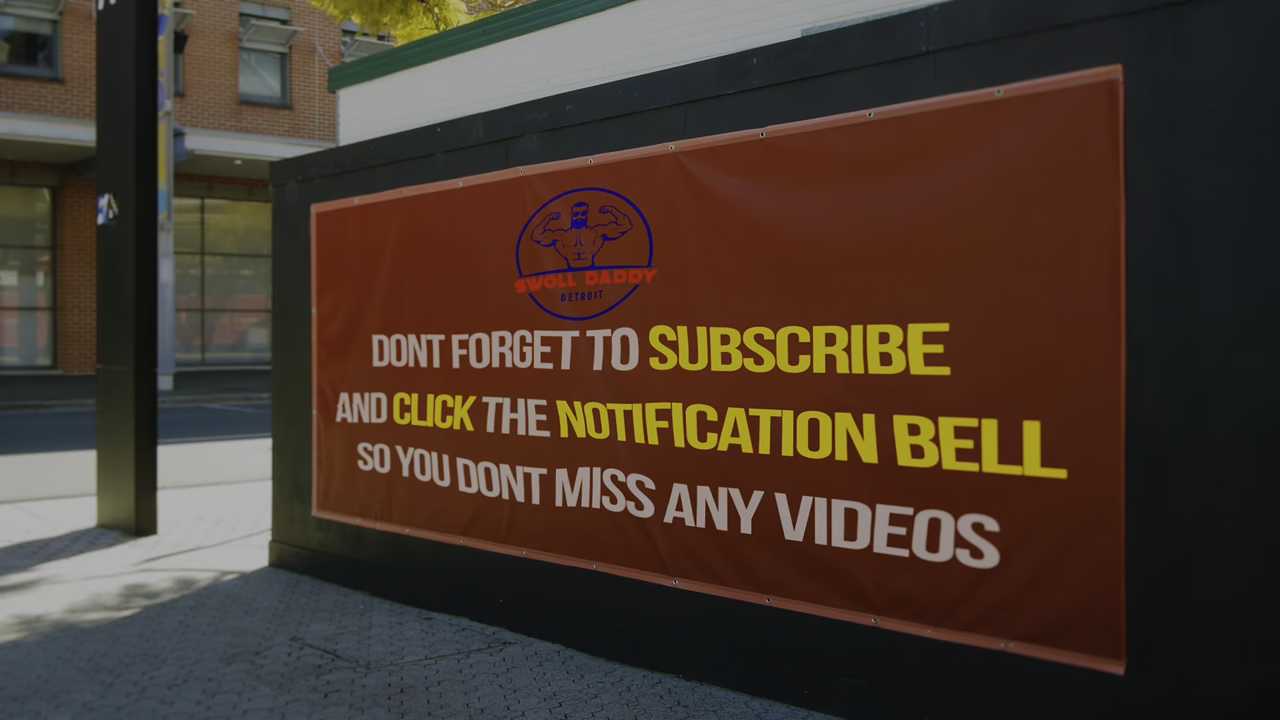 SWOLL DADDY
DETROIT
DONT FORGET TO SUBSCRIBE
AND CLICK THE NOTIFICATION BELL
SO YOU DONT MISS ANY VIDEOS